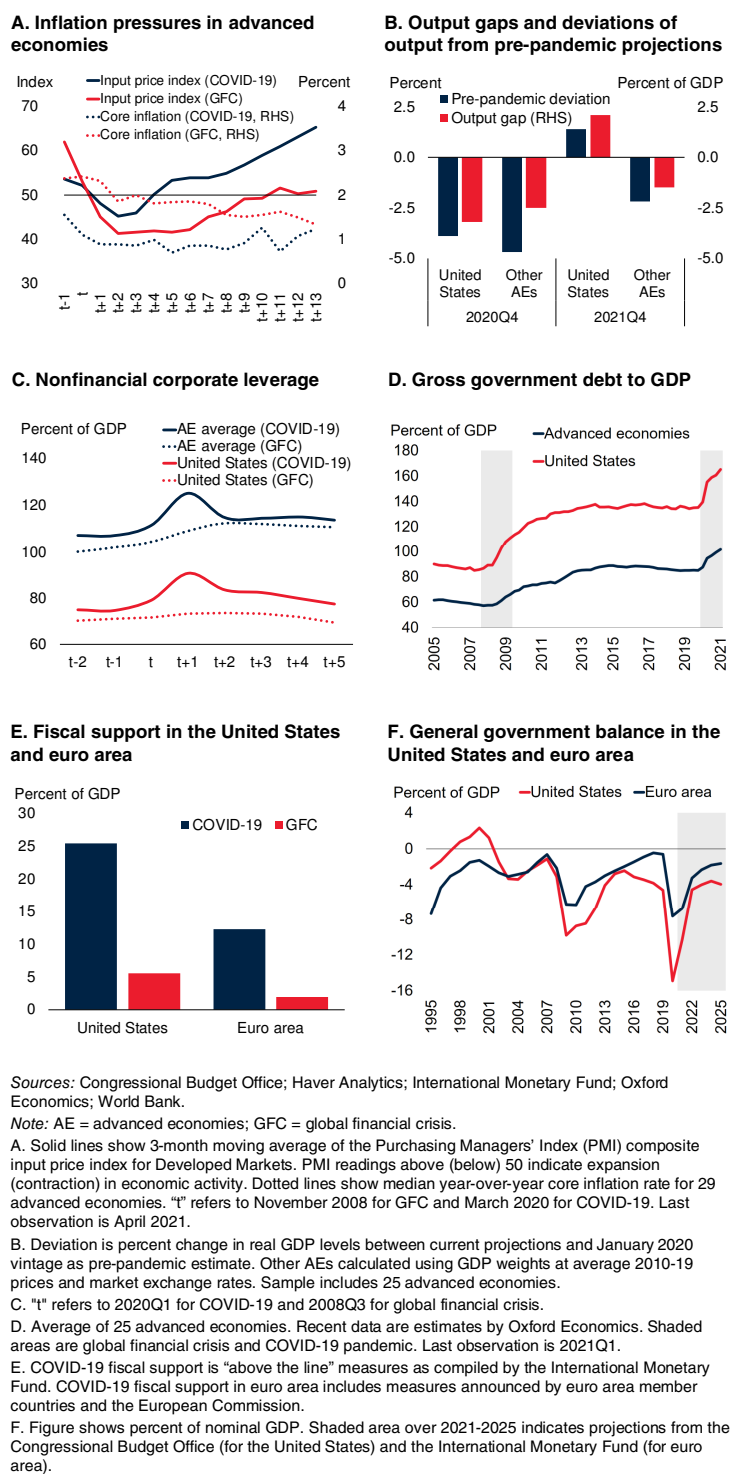 A. Inflation pressures in advanced
economies
Index
Percent
Input price index (COVID-19)
Input price index (GFC)
Core inflation (COVID-19, RHS)
Core inflation (GFC, RHS)
70
60
50
40
30
4
3
2
1
0
t-1
t
t+1
t+2
t+3
t+4
t+5
t+6
t+7
t+8
t+9
t+10
t+11
t+12
t+13
B. Output gaps and deviations of
output from pre-pandemic projections
Percent
Percent of GDP
Pre-pandemic deviation
Output gap (RHS)
2.5
0.0
-2.5
-5.0
2.5
0.0
-2.5
-5.0
United
States
Other
AEs
United
States
Other
AEs
2020Q4
2021Q4
C. Nonfinancial corporate leverage
Percent of GDP
AE average (COVID-19)
AE average (GFC)
United States (COVID-19)
United States (GFC)
140
120
100
80
60
t-2
t-1
t
t+1
t+2
t+3
t+4
t+5
D. Gross government debt to GDP
Percent of GDP
Advanced economies
United States
180
160
140
120
100
80
60
40
2005
2007
2009
2011
2013
2015
2017
2019
2021
E. Fiscal support in the United States
and euro area
Percent of GDP
COVID-19
GFC
30
25
20
15
10
5
0
United States
Euro area
F. General government balance in the
United States and euro area
Percent of GDP
United States
Euro area
4
0
-4
-8
-12
-16
1995
1998
2001
2004
2007
2010
2013
2016
2019
2022
2025
Sources: Congressional Budget Office; Haver Analytics; International Monetary Fund; Oxford
Economics; World Bank.
Note: AE = advanced economies; GFC = global financial crisis.
A. Solid lines show 3-month moving average of the Purchasing Managers’ Index (PMI) composite
input price index for Developed Markets. PMI readings above (below) 50 indicate expansion
(contraction) in economic activity. Dotted lines show median year-over-year core inflation rate for 29
advanced economies. “t” refers to November 2008 for GFC and March 2020 for COVID-19. Last
observation is April 2021.
B. Deviation is percent change in real GDP levels between current projections and January 2020
vintage as pre-pandemic estimate. Other AEs calculated using GDP weights at average 2010-19
prices and market exchange rates. Sample includes 25 advanced economies.
C. "t" refers to 2020Q1 for COVID-19 and 2008Q3 for global financial crisis.
D. Average of 25 advanced economies. Recent data are estimates by Oxford Economics. Shaded
areas are global financial crisis and COVID-19 pandemic. Last observation is 2021Q1.
E. COVID-19 fiscal support is “above the line” measures as compiled by the International Monetary
Fund. COVID-19 fiscal support in euro area includes measures announced by euro area member
countries and the European Commission.
F. Figure shows percent of nominal GDP. Shaded area over 2021-2025 indicates projections from the
Congressional Budget Office (for the United States) and the International Monetary Fund (for euro
area).